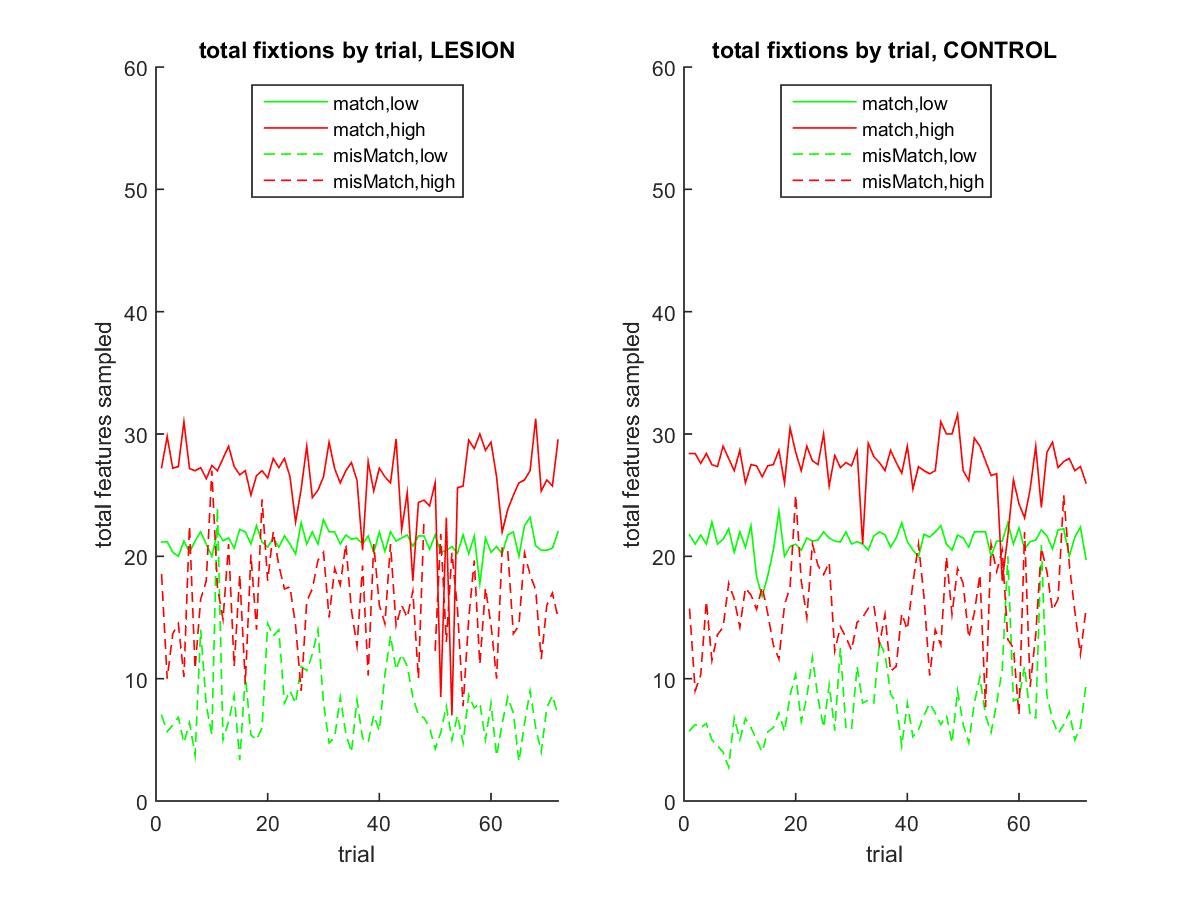 total fixtions by trial, LESION
60
50
40
30
20
10
0
0 20 40 60
total features sampled
trial
match,low
match,high
misMatch,low
misMatch,high
total fixtions by trial, CONTROL
60
50
40
30
20
10
0
0 20 40 60
total features sampled
trial
match,low
match,high
misMatch,low
misMatch,high